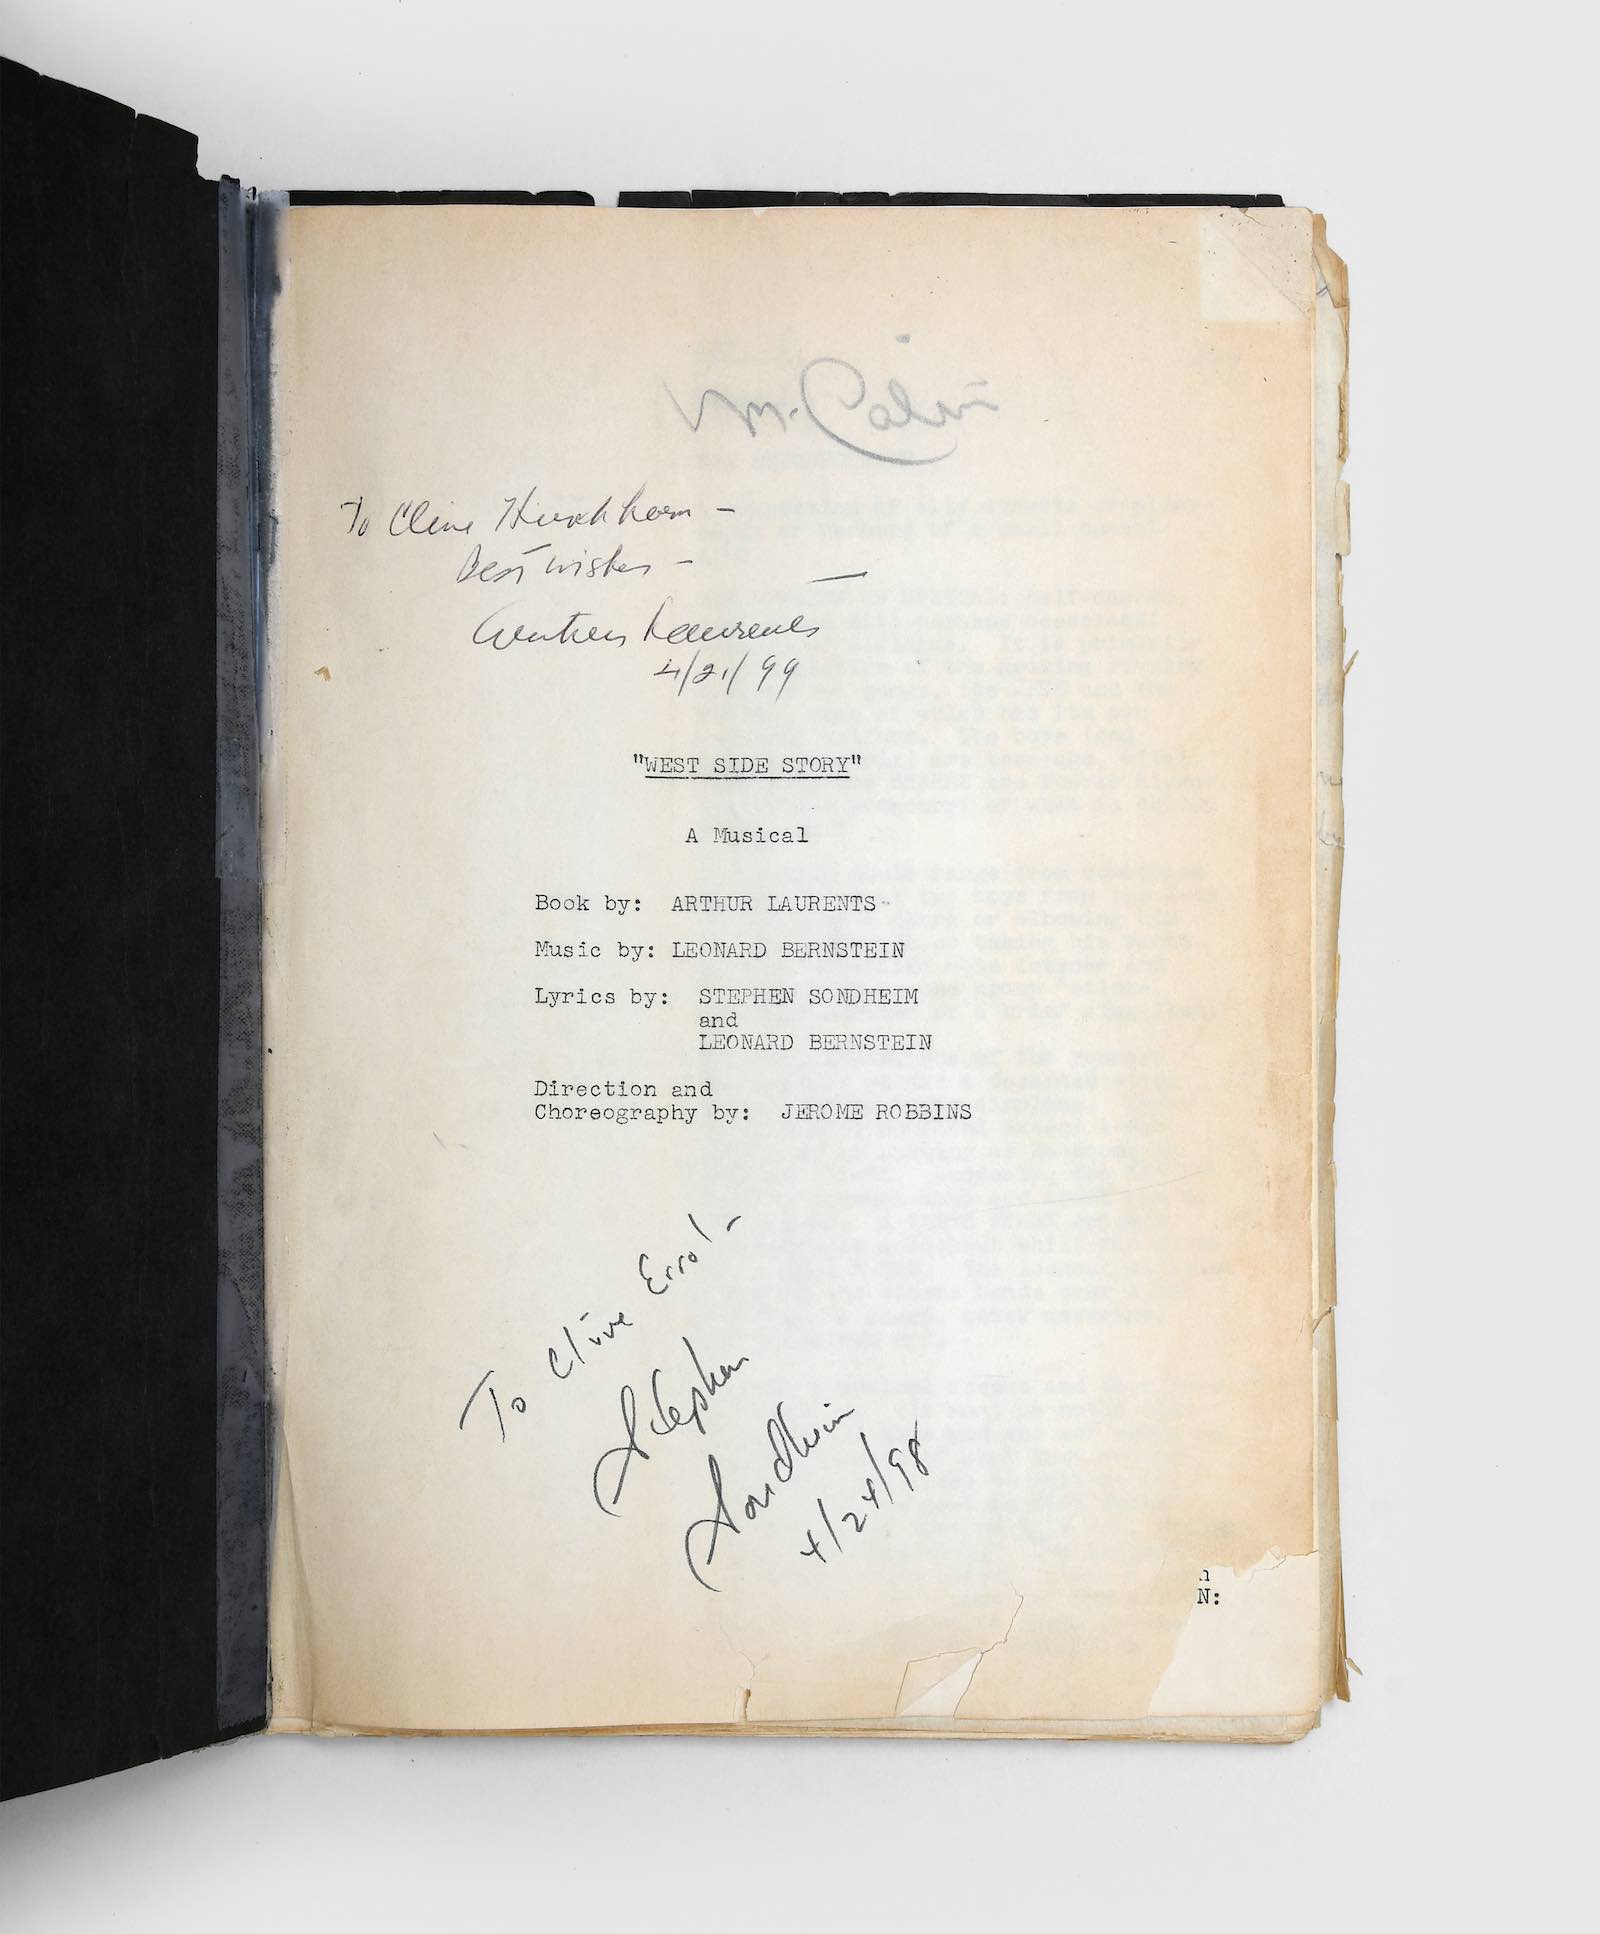 M. Calin
To Clive Hirschhorn –
Best wishes –
Arthur Laurents
4/21/99
"WEST SIDE STORY"
A Musical
Book by: ARTHUR LAURENTS
Music by: LEONARD BERNSTEIN
Lyrics by: STEPHEN SONDHEIM
and
LEONARD BERNSTEIN
Direction and
Choreography by: JEROME ROBBINS
To Clive Errol –
Stephen
Sondheim
4/24/98
N: